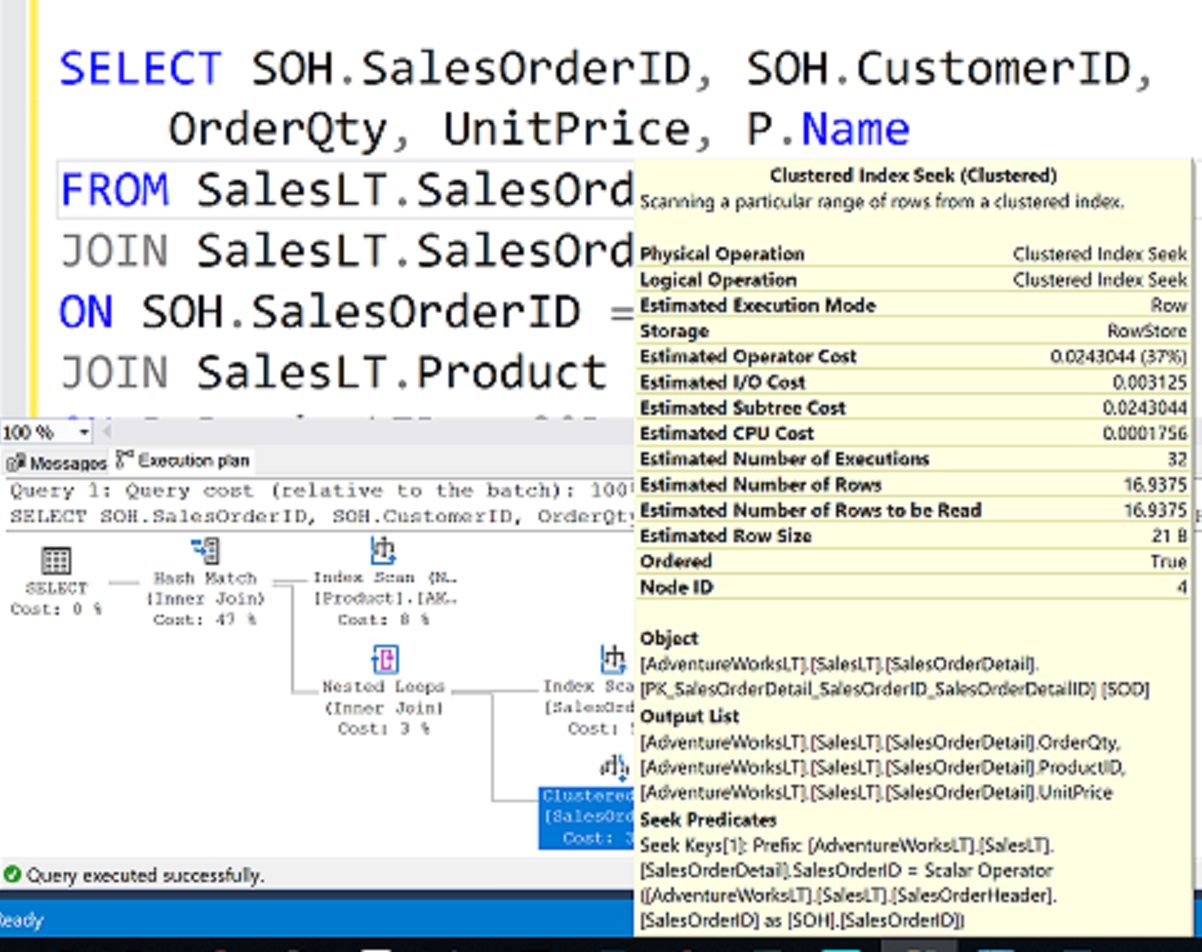 SELECT SOH.SalesOrderID, SOH.CustomerID,
OrderQty, UnitPrice, P.Name
FROM SalesLT.SalesOrd
JOIN SalesLT.SalesOrd
ON SOH.SalesOrderID =
JOIN SalesLT.Product
100 %
Messages Execution plan
Query 1: Query cost (relative to the batch): 100
SELECT SOH.SalesOrderID, SOH.CustomerID, OrderQty
SELECT
Cost: 0 %
Hash Match
(Inner Join)
Cost: 47 %
Index Scan (N...
[Product].[AK...
Cost: 8 %
Nested Loops
(Inner Join)
Cost: 3 %
Index Sca
[SalesOrd
Cost:
Clustered
[SalesOrd
Cost: 3
Query executed successfully.
Ready
Clustered Index Seek (Clustered)
Scanning a particular range of rows from a clustered index.
Physical Operation Clustered Index Seek
Logical Operation Clustered Index Seek
Estimated Execution Mode Row
Storage RowStore
Estimated Operator Cost 0.0243044 (37%)
Estimated I/O Cost 0.003125
Estimated Subtree Cost 0.0243044
Estimated CPU Cost 0.0001756
Estimated Number of Executions 32
Estimated Number of Rows 16.9375
Estimated Number of Rows to be Read 16.9375
Estimated Row Size 21 B
Ordered True
Node ID 4
Object
[AdventureWorksLT].[SalesLT].[SalesOrderDetail].
[PK_SalesOrderDetail_SalesOrderID_SalesOrderDetailID] [SOD]
Output List
[AdventureWorksLT].[SalesLT].[SalesOrderDetail].OrderQty,
[AdventureWorksLT].[SalesLT].[SalesOrderDetail].ProductID,
[AdventureWorksLT].[SalesLT].[SalesOrderDetail].UnitPrice
Seek Predicates
Seek Keys[1]: Prefix: [AdventureWorksLT].[SalesLT].
[SalesOrderDetail].SalesOrderID = Scalar Operator
([AdventureWorksLT].[SalesLT].[SalesOrderHeader].
[SalesOrderID] as [SOH].[SalesOrderID])